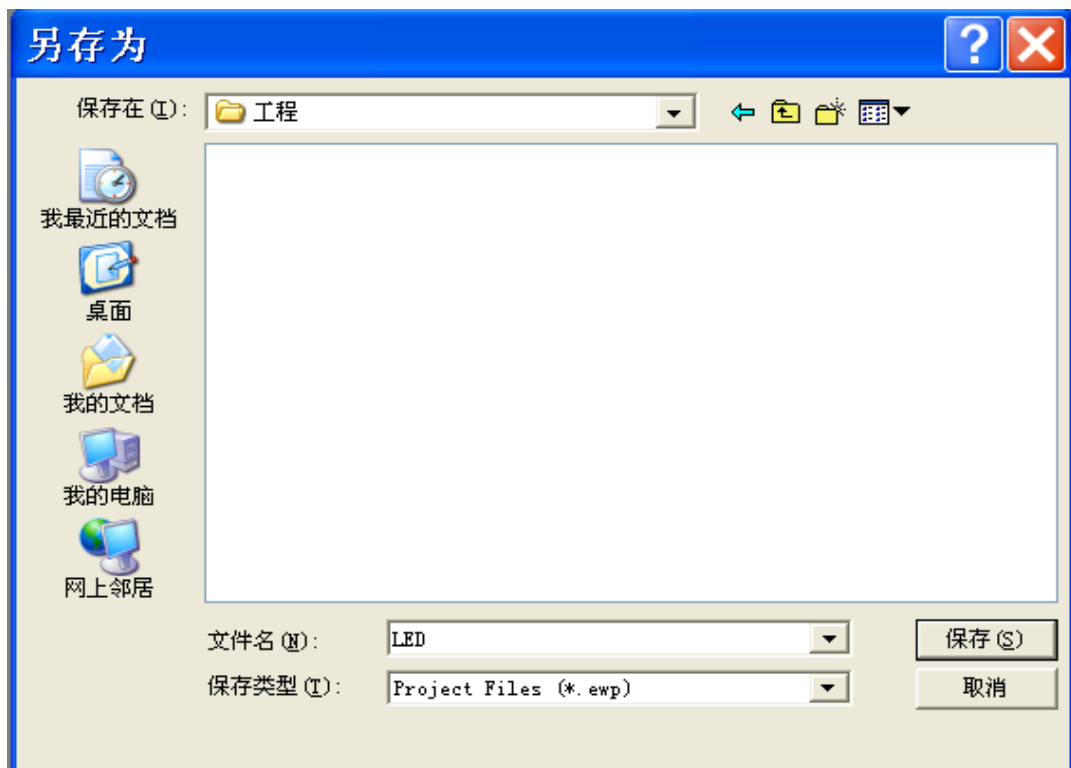 另存为
保存在(I):
工程
我最近的文档
桌面
我的文档
我的电脑
网上邻居
文件名(N):
LED
保存(S)
保存类型(T):
Project Files (*.ewp)
取消